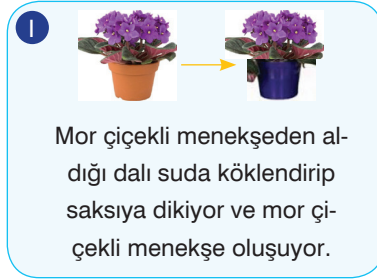 I
Mor çiçekli menekşeden al-
dığı dalı suda köklendirip
saksıya dikiyor ve mor çi-
çekli menekşe oluşuyor.